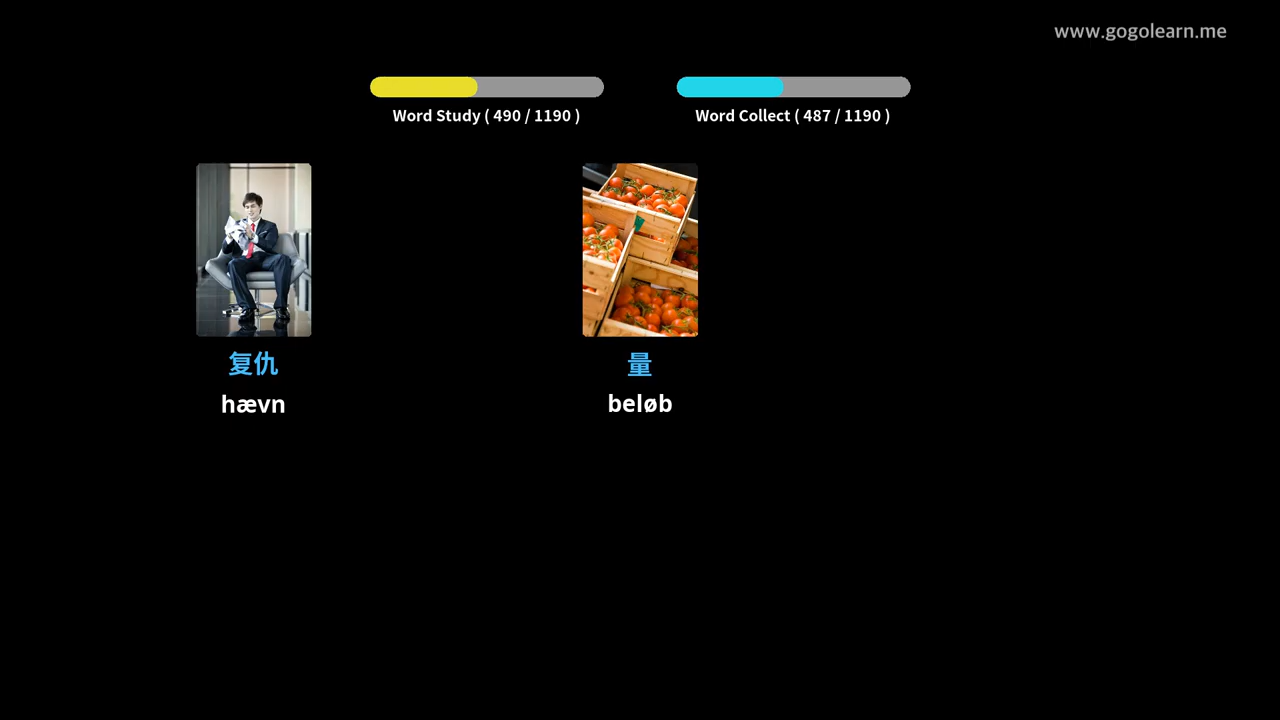 www.gogolearn.me
Word Study ( 490 / 1190 )
Word Collect ( 487 / 1190 )
复仇
hævn
量
beløb